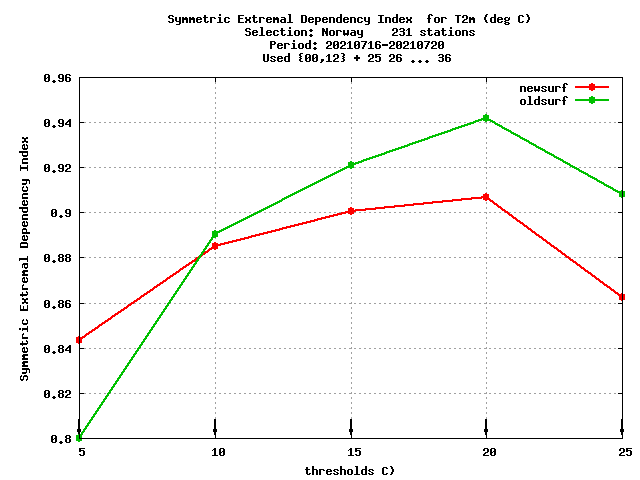 Symmetric Extremal Dependency Index  for T2m (deg C)
Selection: Norway    231 stations
Period: 20210716-20210720
Used {00,12} + 25 26 ... 36
newsurf
oldsurf
Symmetric Extremal Dependency Index
0.96
0.94
0.92
0.9
0.88
0.86
0.84
0.82
0.8
5 10 15 20 25
thresholds C)